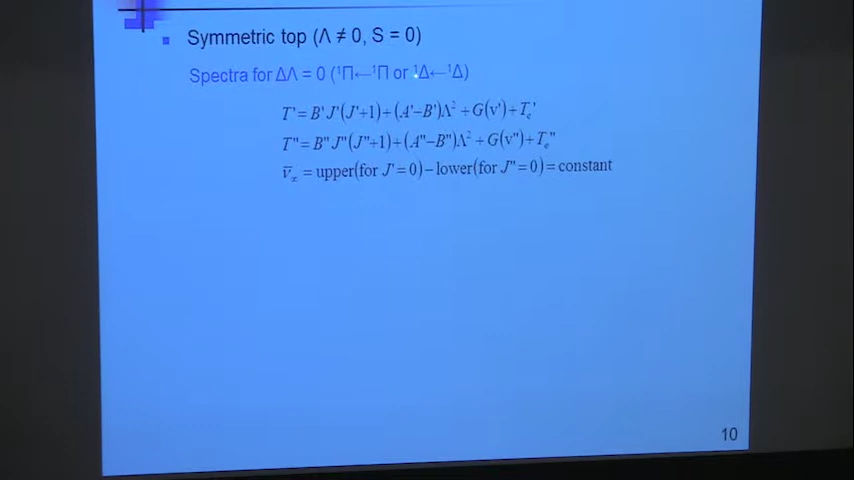 Symmetric top (Λ ≠ 0, S = 0)
Spectra for ΔΛ = 0 (¹Π←¹Π or ¹Δ←¹Δ)
T' = B' J'(J'+1)+(A'−B')Λ²+G(v')+Tₑ'
T" = B" J"(J"+1)+(A"−B")Λ²+G(v")+Tₑ"
ν̅ₓ = upper(for J' = 0) − lower(for J" = 0) = constant
10